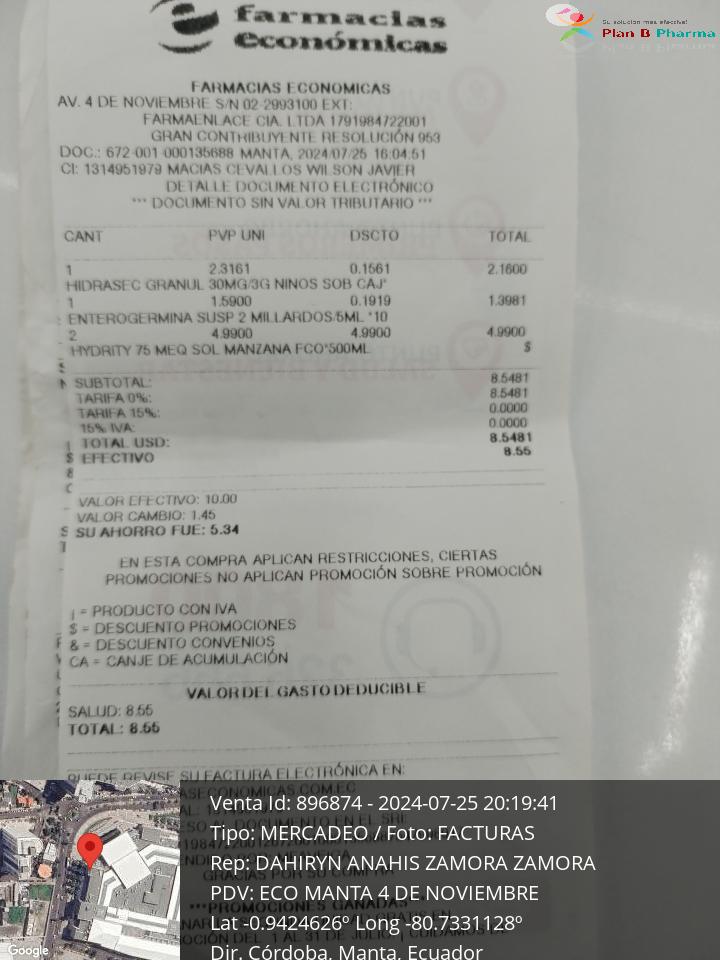 farmacias
económicas
Su solución más efectiva!
Plan B Pharma
FARMACIAS ECONOMICAS
AV. 4 DE NOVIEMBRE S/N 02-2993100 EXT:
FARMAENLACE CIA. LTDA 1791984722001
GRAN CONTRIBUYENTE RESOLUCIÓN 953
DOC.: 672-001-000135688 MANTA, 2024/07/25 16:04:51
CI: 1314951979 MACIAS CEVALLOS WILSON JAVIER
DETALLE DOCUMENTO ELECTRÓNICO
*** DOCUMENTO SIN VALOR TRIBUTARIO ***
CANT PVP UNI DSCTO TOTAL
1 2.3161 0.1561 2.1600
HIDRASEC GRANUL 30MG/3G NINOS SOB CAJ*
1 1.5900 0.1919 1.3981
ENTEROGERMINA SUSP 2 MILLARDOS/5ML *10
2 4.9900 4.9900 4.9900
HYDRITY 75 MEQ SOL MANZANA FCO*500ML $
SUBTOTAL: 8.5481
TARIFA 0%: 8.5481
TARIFA 15%: 0.0000
15% IVA: 0.0000
TOTAL USD: 8.5481
EFECTIVO 8.55
VALOR EFECTIVO: 10.00
VALOR CAMBIO: 1.45
SU AHORRO FUE: 5.34
EN ESTA COMPRA APLICAN RESTRICCIONES, CIERTAS
PROMOCIONES NO APLICAN PROMOCIÓN SOBRE PROMOCIÓN
| = PRODUCTO CON IVA
$ = DESCUENTO PROMOCIONES
& = DESCUENTO CONVENIOS
CA = CANJE DE ACUMULACIÓN
VALOR DEL GASTO DEDUCIBLE
SALUD: 8.55
TOTAL: 8.55
PUEDE REVISE SU FACTURA ELECTRÓNICA EN:
Venta Id: 896874 - 2024-07-25 20:19:41
Tipo: MERCADEO / Foto: FACTURAS
Rep: DAHIRYN ANAHIS ZAMORA ZAMORA
GRACIAS POR SU COMPRA
PDV: ECO MANTA 4 DE NOVIEMBRE
***PROMOCIONES GANADAS***
Lat -0.9424626º Long -80.7331128º
Dir. Córdoba, Manta, Ecuador
Google